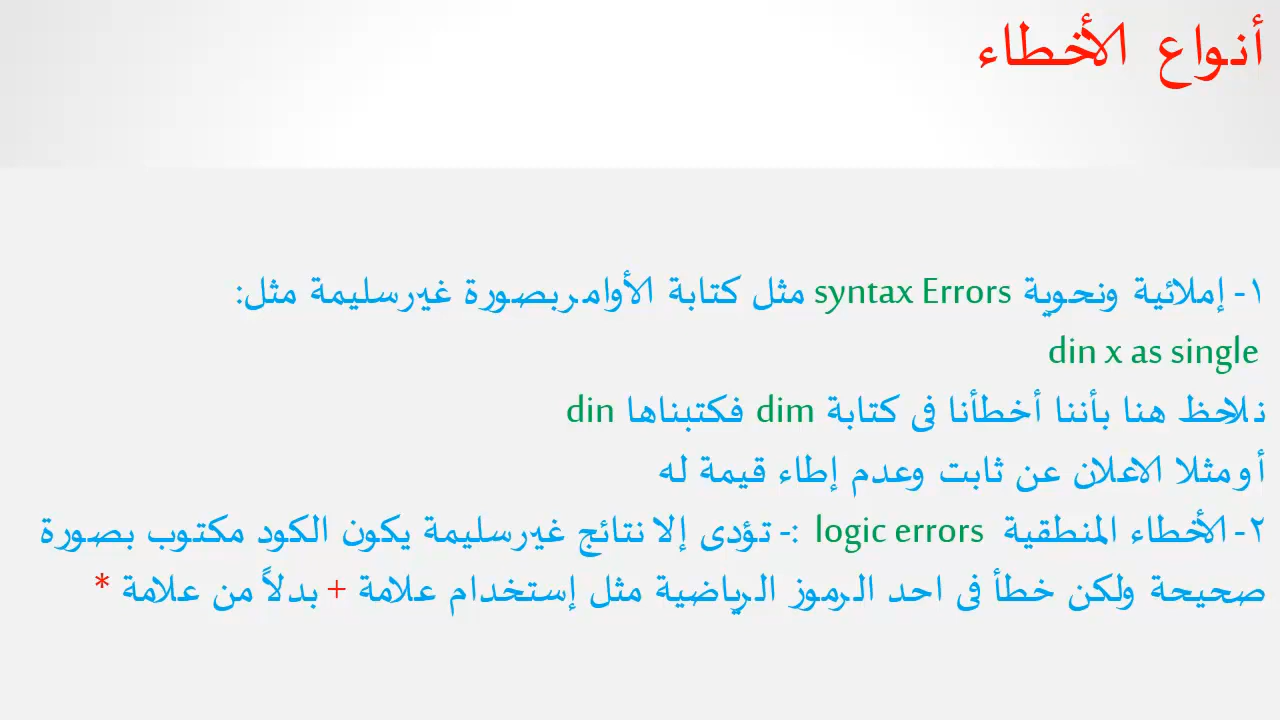 أنواع الأخطاء
١- إملائية ونحوية syntax Errors مثل كتابة الأوامر بصورة غير سليمة مثل:
din x as single
نلاحظ هنا بأننا أخطأنا فى كتابة dim فكتبناها din
أو مثلا الاعلان عن ثابت وعدم إطاء قيمة له
٢- الأخطاء المنطقية logic errors :- تؤدى إلا نتائج غير سليمة يكون الكود مكتوب بصورة
صحيحة ولكن خطأ فى احد الرموز الرياضية مثل إستخدام علامة + بدلاً من علامة *